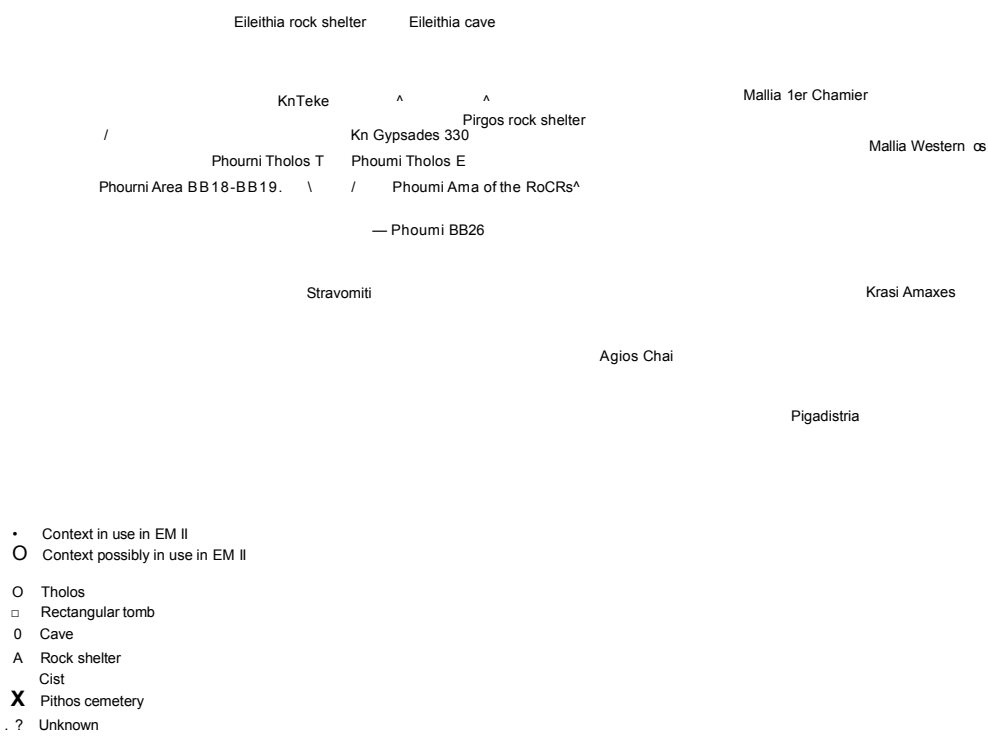 Eileithia rock shelter Eileithia cave
KnTeke ^ ^ Mallia 1er Chamier
Pirgos rock shelter
/ Kn Gypsades 330
Mallia Western os
Phourni Tholos T Phoumi Tholos E
Phourni Area BB18-BB19. \ / Phoumi Ama of the RoCRs^
— Phoumi BB26
Stravomiti Krasi Amaxes
Agios Chai
Pigadistria
• Context in use in EM II
O Context possibly in use in EM II
O Tholos
□ Rectangular tomb
0 Cave
A Rock shelter
Cist
X Pithos cemetery
. ? Unknown